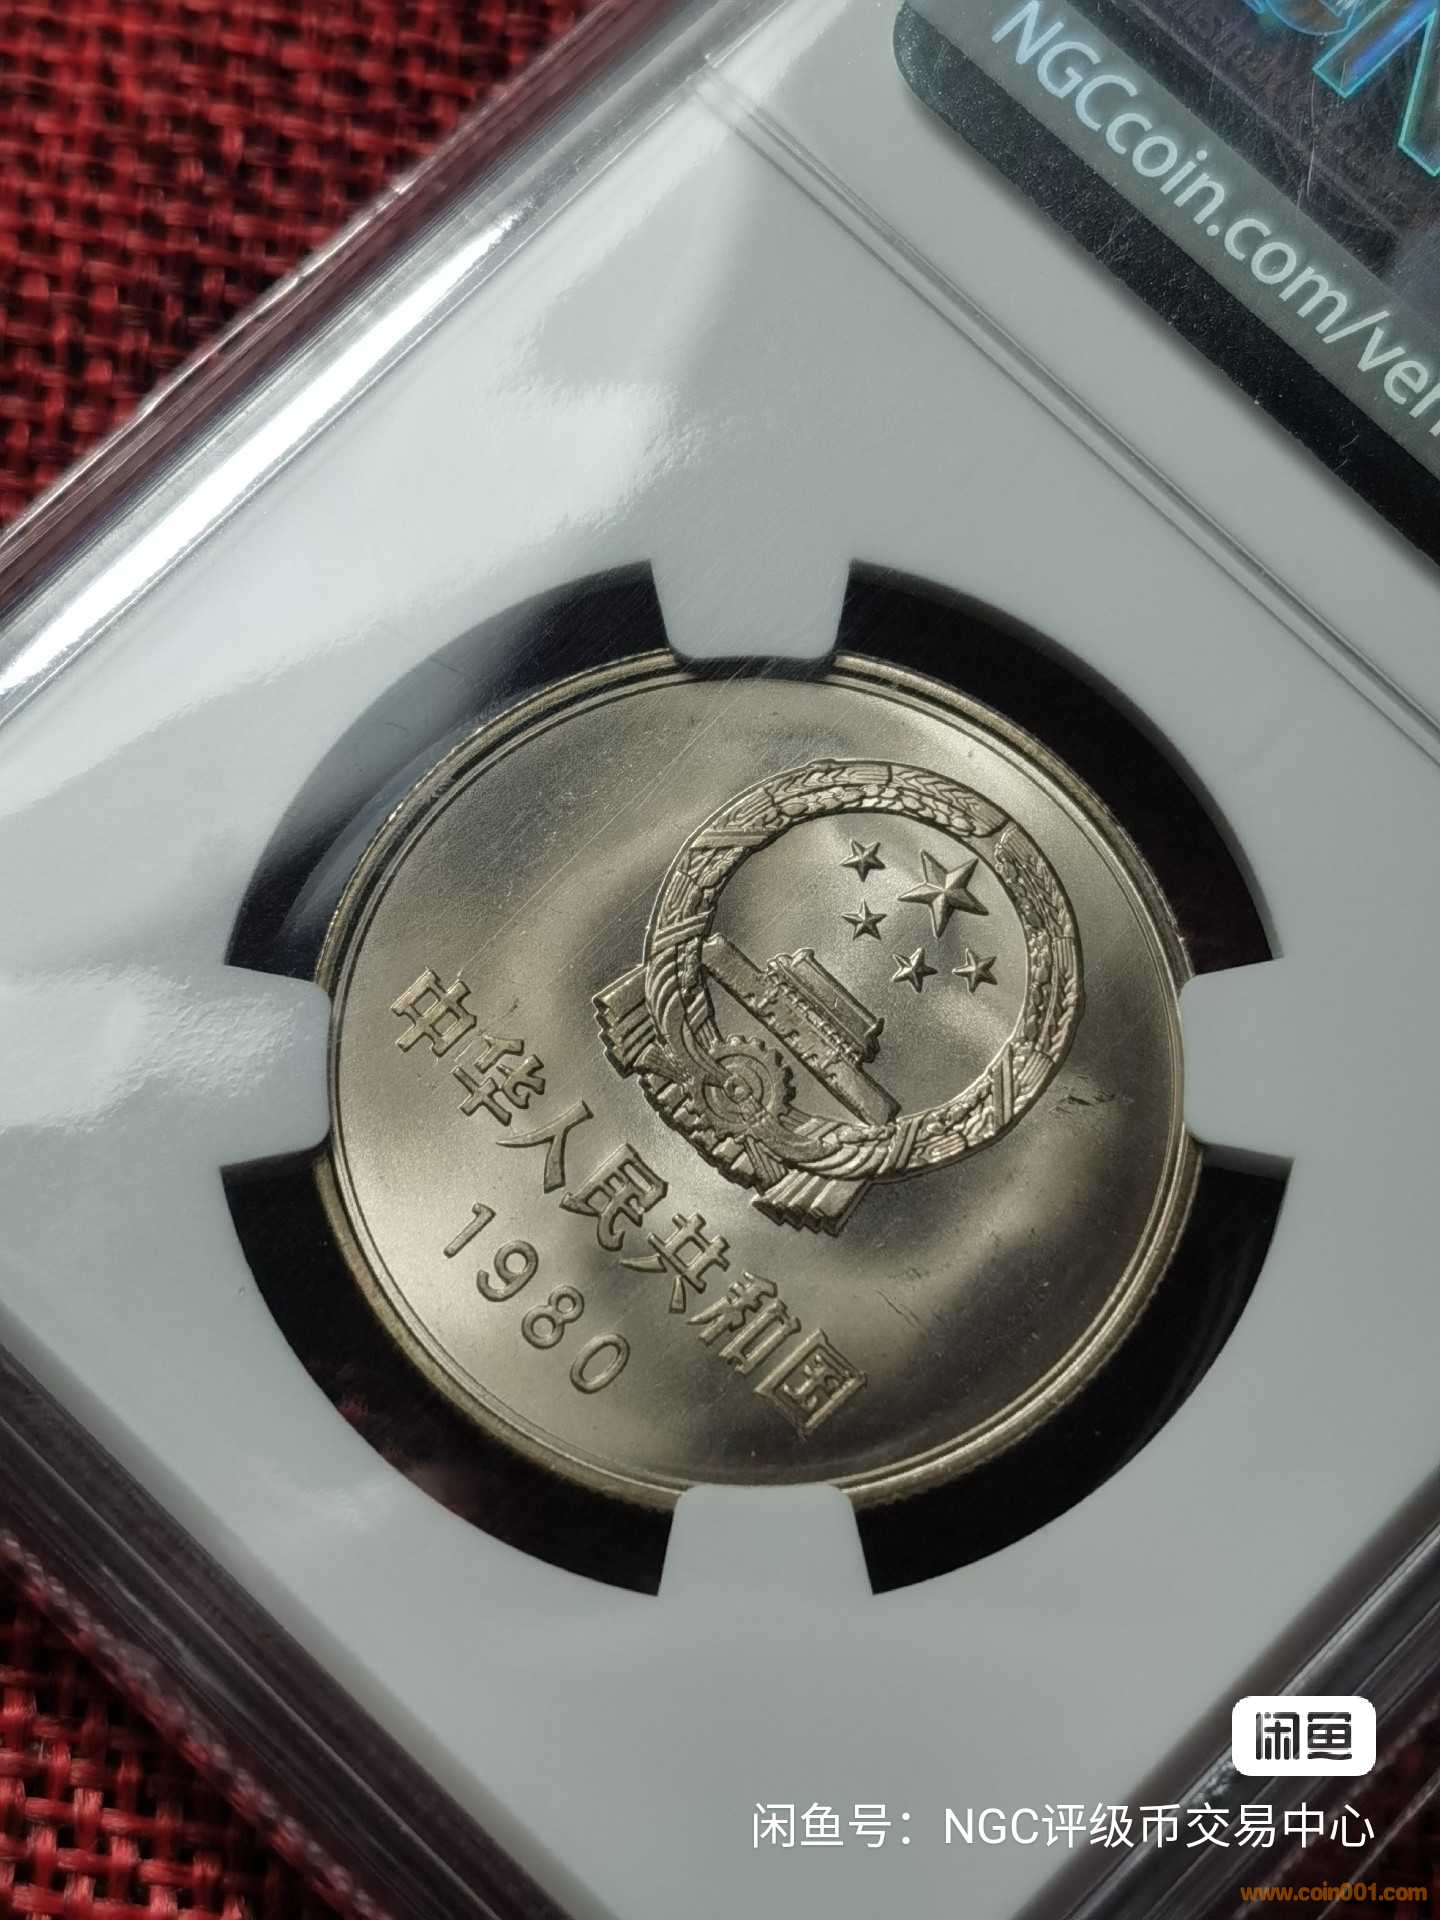 NGCcoin.com/ver
中华人民共和国
1980
闲鱼
闲鱼号：NGC评级币交易中心
www.coin001.com